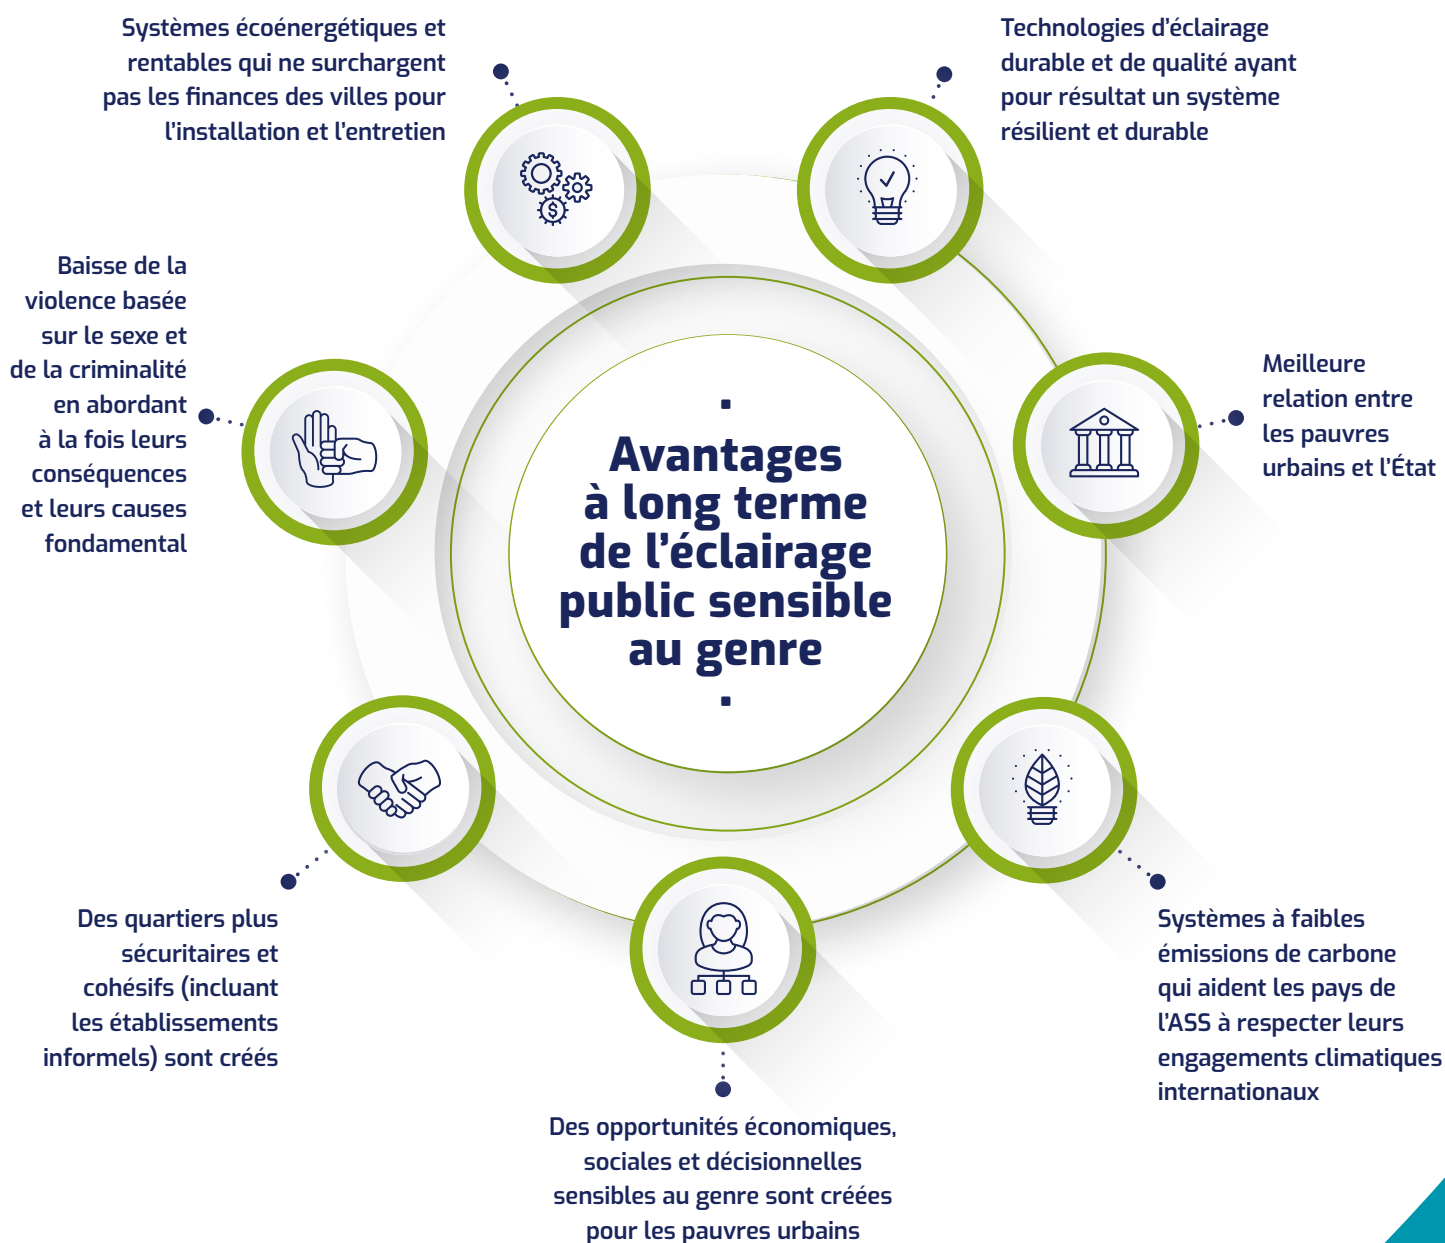 Systèmes écoénergétiques et
rentables qui ne surchargent
pas les finances des villes pour
l'installation et l'entretien
Technologies d'éclairage
durable et de qualité ayant
pour résultat un système
résilient et durable
Baisse de la
violence basée
sur le sexe et
de la criminalité
en abordant
à la fois leurs
conséquences
et leurs causes
fondamental
Meilleure
relation entre
les pauvres
urbains et l'État
Avantages
à long terme
de l'éclairage
public sensible
au genre
Des quartiers plus
sécuritaires et
cohésifs (incluant
les établissements
informels) sont créés
Systèmes à faibles
émissions de carbone
qui aident les pays de
l'ASS à respecter leurs
engagements climatiques
internationaux
Des opportunités économiques,
sociales et décisionnelles
sensibles au genre sont créées
pour les pauvres urbains
$